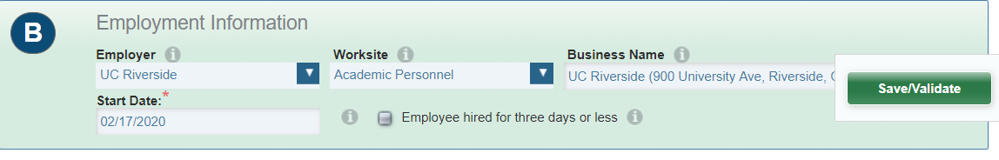 B
Employment Information
Employer Worksite Business Name
UC Riverside Academic Personnel UC Riverside (900 University Ave, Riverside,
Save/Validate
Start Date:*
02/17/2020 Employee hired for three days or less